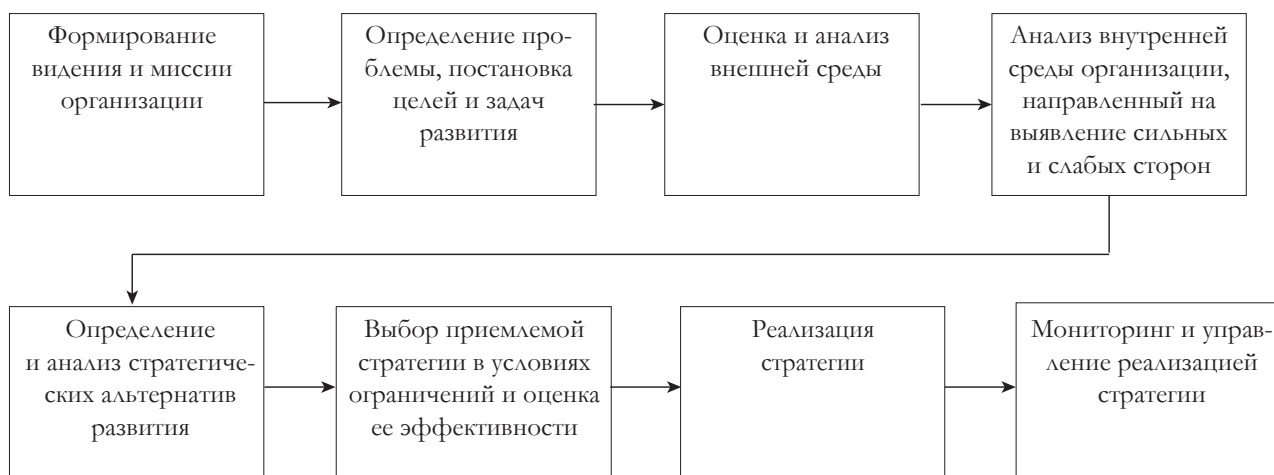 Формирование
видения и миссии
организации
Определение про-
блемы, постановка
целей и задач
развития
Оценка и анализ
внешней среды
Анализ внутренней
среды организации,
направленный на
выявление сильных
и слабых сторон
Определение
и анализ стратегиче-
ских альтернатив
развития
Выбор приемлемой
стратегии в условиях
ограничений и оценка
ее эффективности
Реализация
стратегии
Мониторинг и управ-
ление реализацией
стратегии